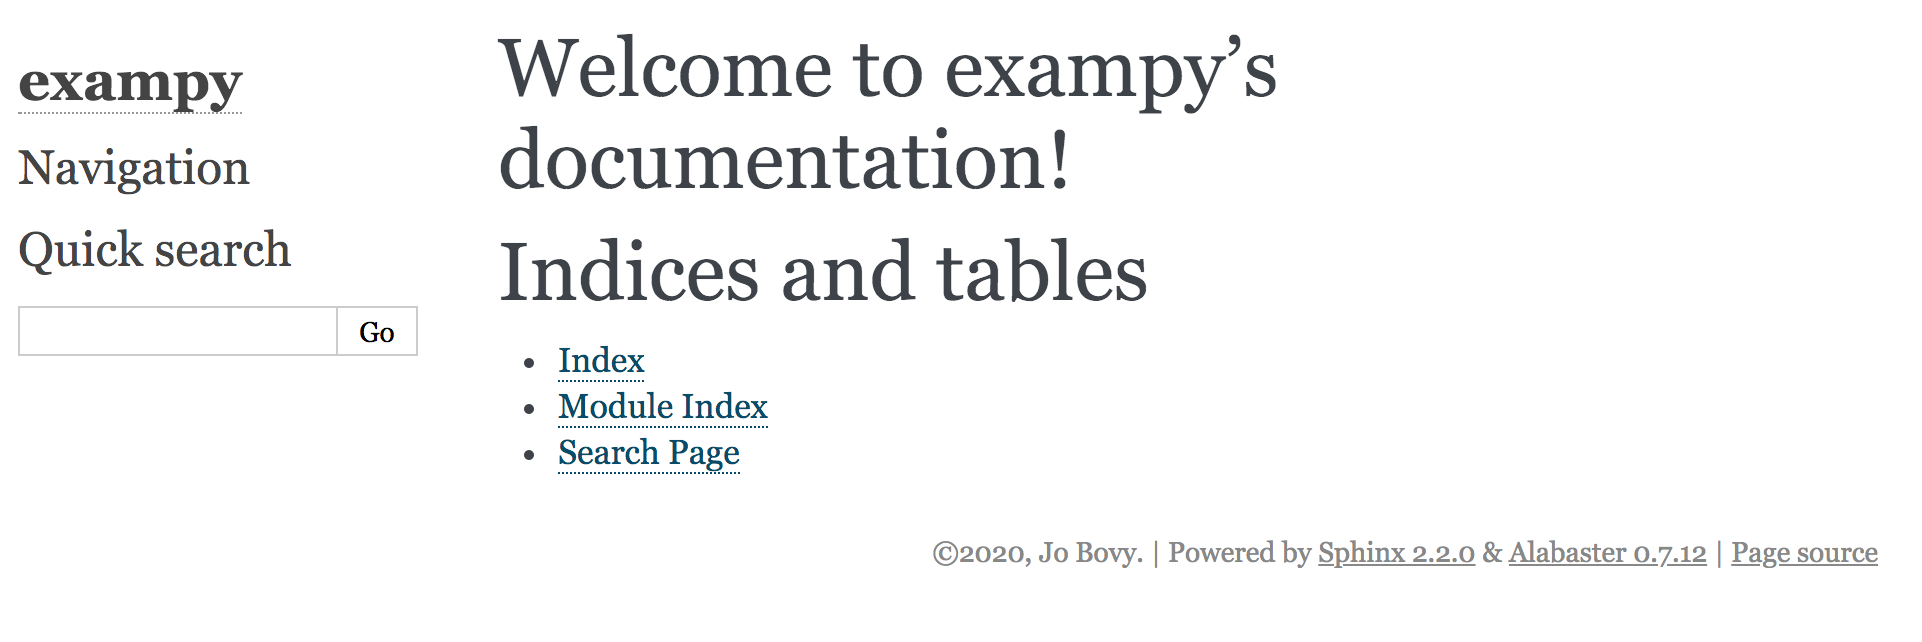 exampy
Navigation
Quick search
Go
Welcome to exampy’s
documentation!
Indices and tables
Index
Module Index
Search Page
©2020, Jo Bovy. | Powered by Sphinx 2.2.0 & Alabaster 0.7.12 | Page source